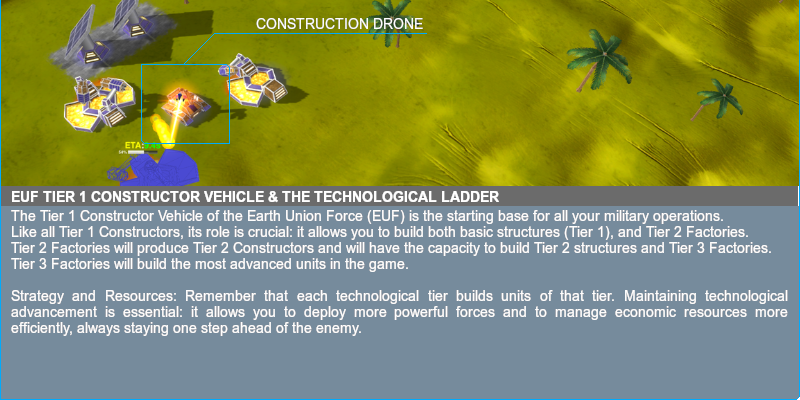 CONSTRUCTION DRONE
ETA:
EUF TIER 1 CONSTRUCTOR VEHICLE & THE TECHNOLOGICAL LADDER
The Tier 1 Constructor Vehicle of the Earth Union Force (EUF) is the starting base for all your military operations.
Like all Tier 1 Constructors, its role is crucial: it allows you to build both basic structures (Tier 1), and Tier 2 Factories.
Tier 2 Factories will produce Tier 2 Constructors and will have the capacity to build Tier 2 structures and Tier 3 Factories.
Tier 3 Factories will build the most advanced units in the game.
Strategy and Resources: Remember that each technological tier builds units of that tier. Maintaining technological
advancement is essential: it allows you to deploy more powerful forces and to manage economic resources more
efficiently, always staying one step ahead of the enemy.